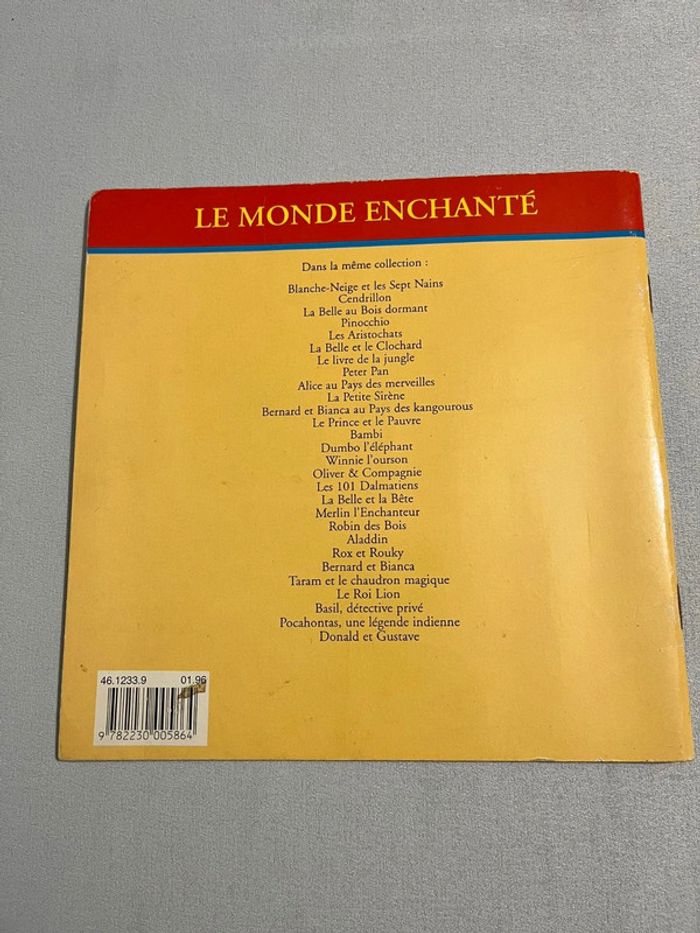 LE MONDE ENCHANTÉ
Dans la même collection :
Blanche-Neige et les Sept Nains
Cendrillon
La Belle au Bois dormant
Pinocchio
Les Aristochats
La Belle et le Clochard
Le livre de la jungle
Peter Pan
Alice au Pays des merveilles
La Petite Sirène
Bernard et Bianca au Pays des kangourous
Le Prince et le Pauvre
Bambi
Dumbo l'éléphant
Winnie l'ourson
Oliver & Compagnie
Les 101 Dalmatiens
La Belle et la Bête
Merlin l'Enchanteur
Robin des Bois
Aladdin
Rox et Rouky
Bernard et Bianca
Taram et le chaudron magique
Le Roi Lion
Basil, détective privé
Pocahontas, une légende indienne
Donald et Gustave
46.1233.9 01.96
9 782230 005864